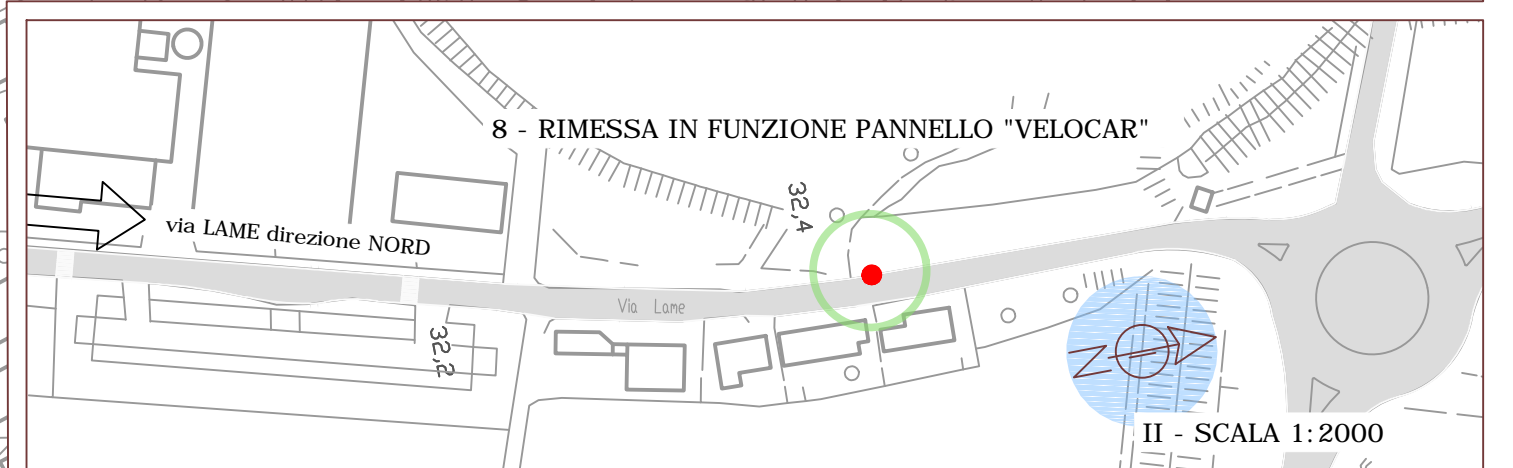 8 - RIMESSA IN FUNZIONE PANNELLO "VELOCAR"
32,4
via LAME direzione NORD
Via Lame
32,2
N
II - SCALA 1:2000